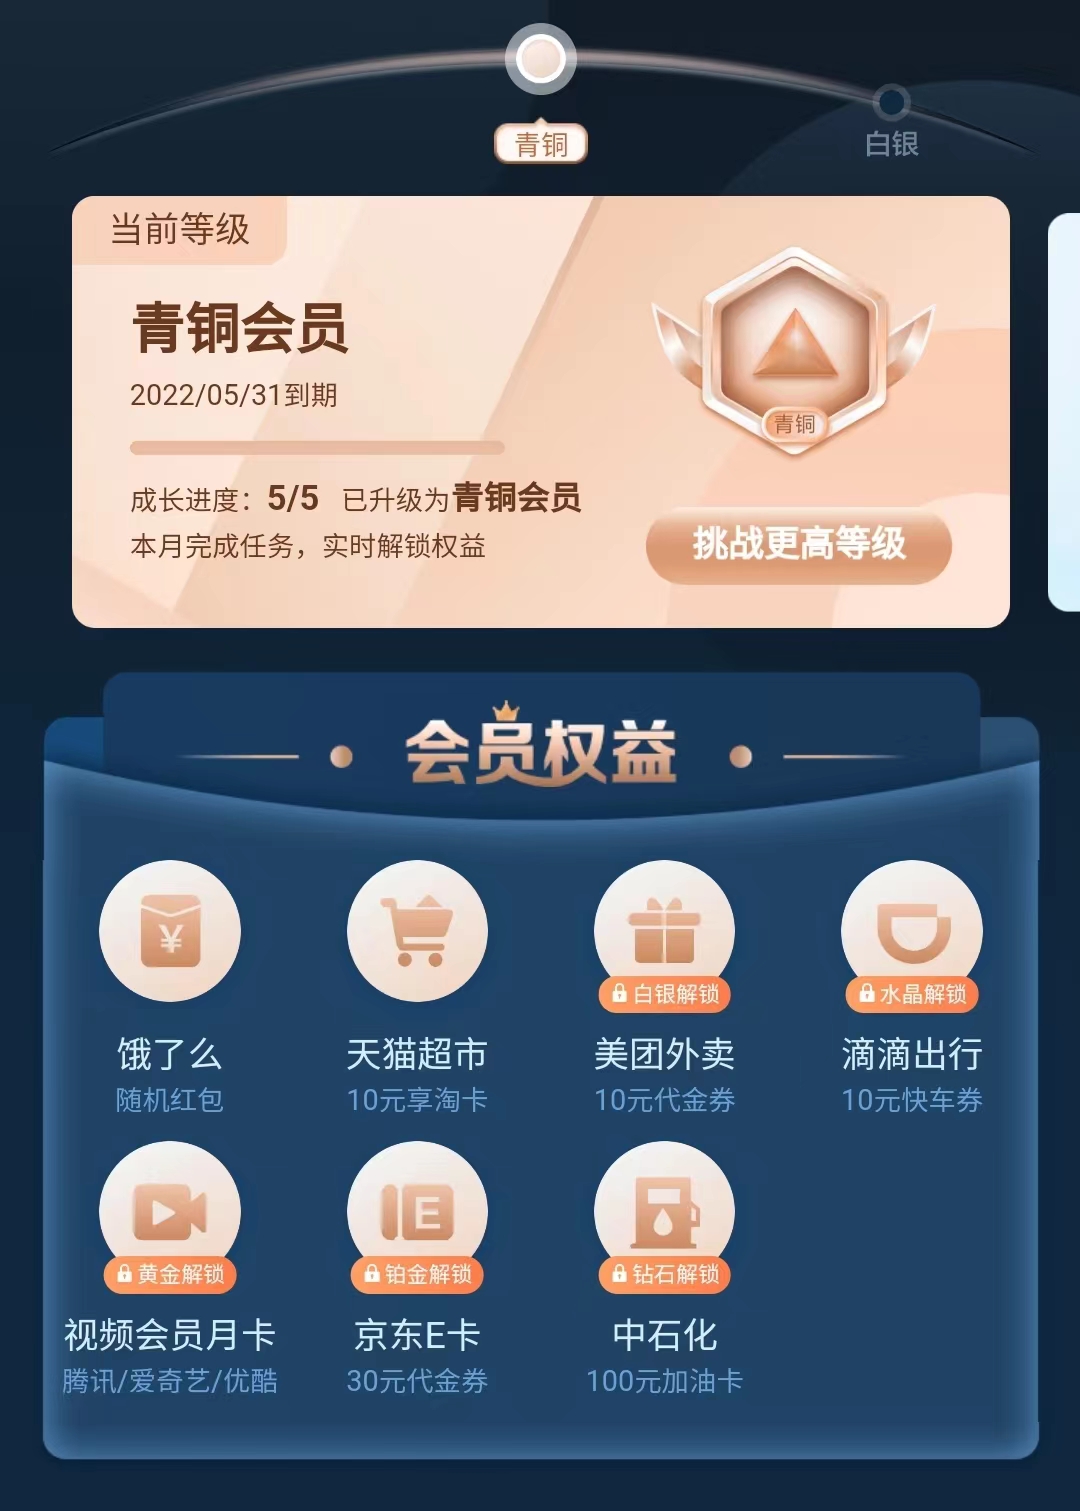 青铜
白银
当前等级
青铜会员
2022/05/31到期
青铜
成长进度：5/5 已升级为青铜会员
本月完成任务，实时解锁权益
挑战更高等级
会员权益
¥
白银解锁
水晶解锁
饿了么
天猫超市
美团外卖
滴滴出行
随机红包
10元享淘卡
10元代金券
10元快车券
E
黄金解锁
铂金解锁
钻石解锁
视频会员月卡
京东E卡
中石化
腾讯/爱奇艺/优酷
30元代金券
100元加油卡